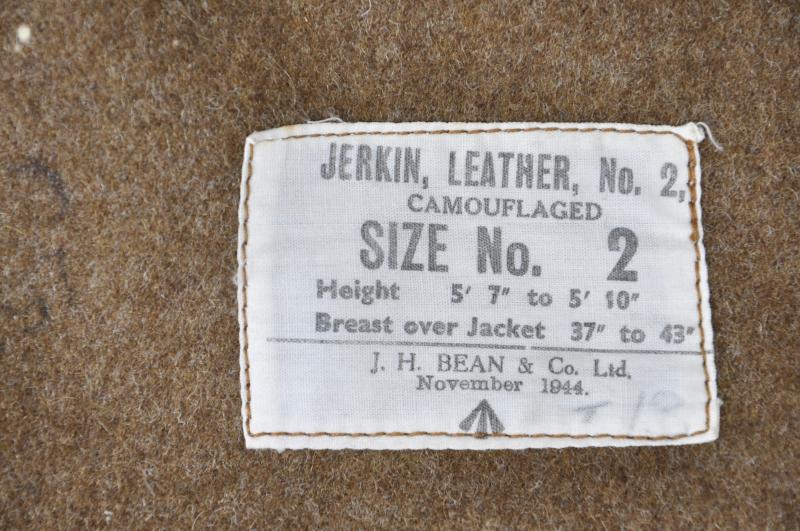 JERKIN, LEATHER, No. 2,
CAMOUFLAGED
SIZE No. 2
Height 5' 7" to 5' 10"
Breast over Jacket 37" to 43"
J. H. BEAN & Co. Ltd.
November 1944.